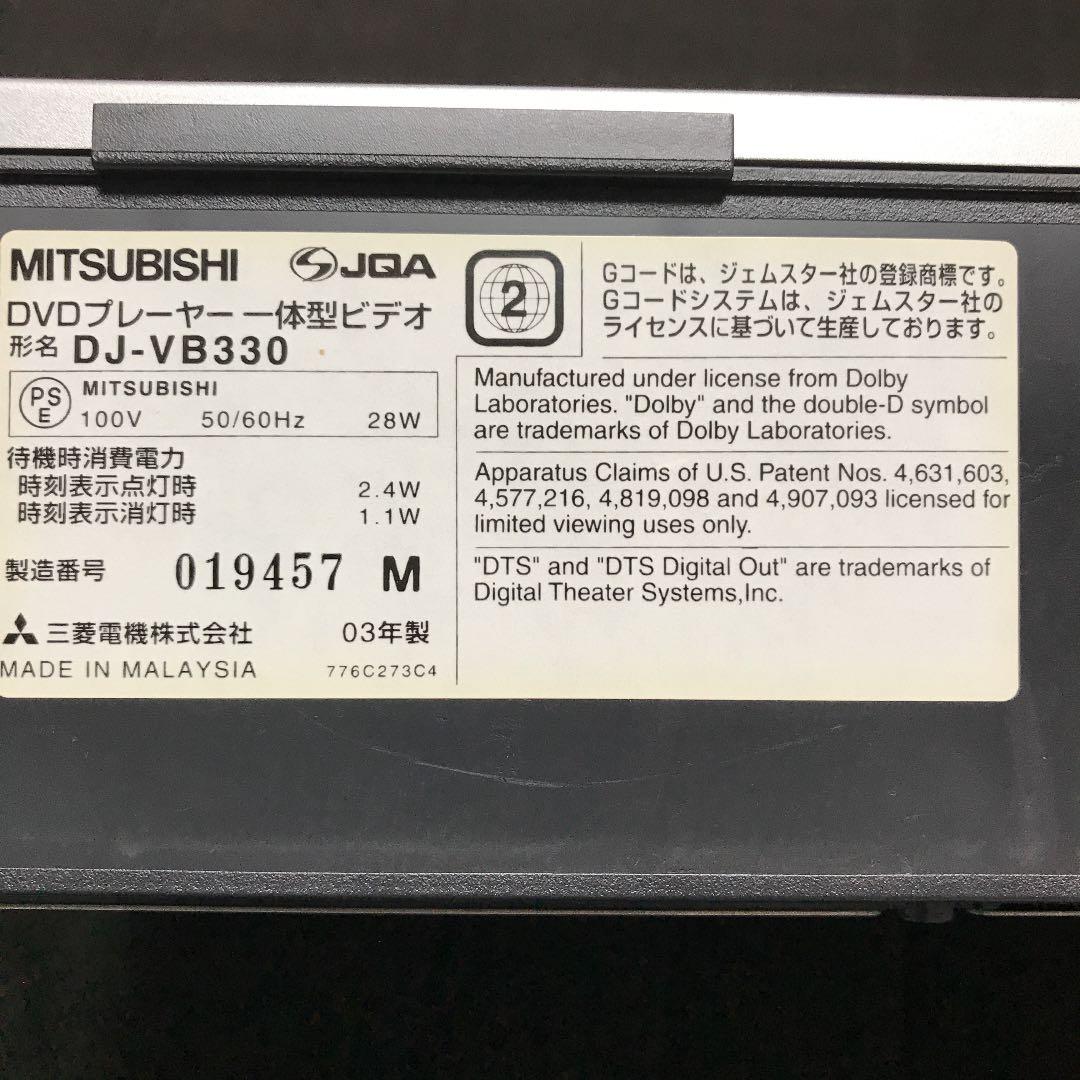 MITSUBISHI JQA
DVDプレーヤー 一体型ビデオ
形名 DJ-VB330
PS
E
MITSUBISHI
100V 50/60Hz 28W
待機時消費電力
時刻表示点灯時 2.4W
時刻表示消灯時 1.1W
製造番号 019457 M
三菱電機株式会社 03年製
MADE IN MALAYSIA 776C273C4
2
Gコードは、ジェムスター社の登録商標です。
Gコードシステムは、ジェムスター社の
ライセンスに基づいて生産しております。
Manufactured under license from Dolby
Laboratories. "Dolby" and the double-D symbol
are trademarks of Dolby Laboratories.
Apparatus Claims of U.S. Patent Nos. 4,631,603,
4,577,216, 4,819,098 and 4,907,093 licensed for
limited viewing uses only.
"DTS" and "DTS Digital Out" are trademarks of
Digital Theater Systems,Inc.